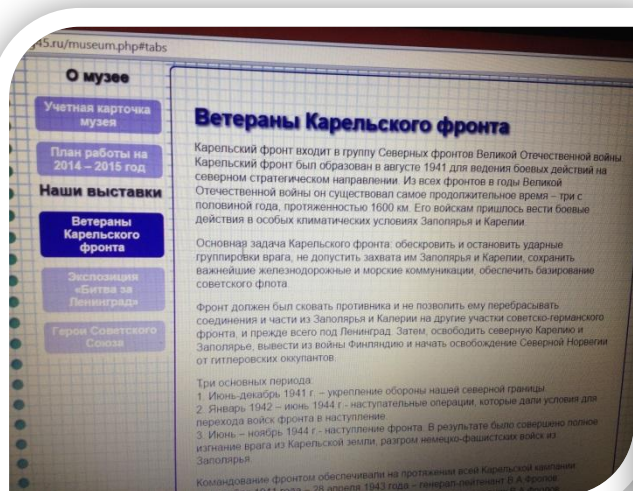 45.ru/museum.php#tabs
О музее
Учетная карточка
музея
План работы на
2014 – 2015 год
Наши выставки
Ветераны
Карельского
фронта
Экспозиция
«Битва за
Ленинград»
Герои Советского
Союза
Ветераны Карельского фронта
Карельский фронт входит в группу Северных фронтов Великой Отечественной войны
Карельский фронт был образован в августе 1941 для ведения боевых действий на
северном стратегическом направлении. Из всех фронтов в годы Великой
Отечественной войны он существовал самое продолжительное время – три с
половиной года, протяженностью 1600 км. Его войскам пришлось вести боевые
действия в особых климатических условиях Заполярья и Карелии.
Основная задача Карельского фронта: обескровить и остановить ударные
группировки врага, не допустить захвата им Заполярья и Карелии, сохранить
важнейшие железнодорожные и морские коммуникации, обеспечить базирование
советского флота.
Фронт должен был сковать противника и не позволить ему перебрасывать
соединения и части из Заполярья и Калерии на другие участки советско-германского
фронта, и прежде всего под Ленинград. Затем, освободить северную Карелию и
Заполярье, вывести из войны Финляндию и начать освобождение Северной Норвегии
от гитлеровских оккупантов.
Три основных периода:
1. Июнь-декабрь 1941 г. – укрепление обороны нашей северной границы
2. Январь 1942 – июнь 1944 г.- наступательные операции, которые дали условия для
перехода войск фронта в наступление.
3. Июнь – ноябрь 1944 г.- наступление фронта. В результате было совершено полное
изгнание врага из Карельской земли, разгром немецко-фашистских войск из
Заполярья.
Командование фронтом обеспечивали на протяжении всей Карельской кампании:
1941 года – 28 апреля 1943 года – генерал-лейтенант В.А.Фролов.